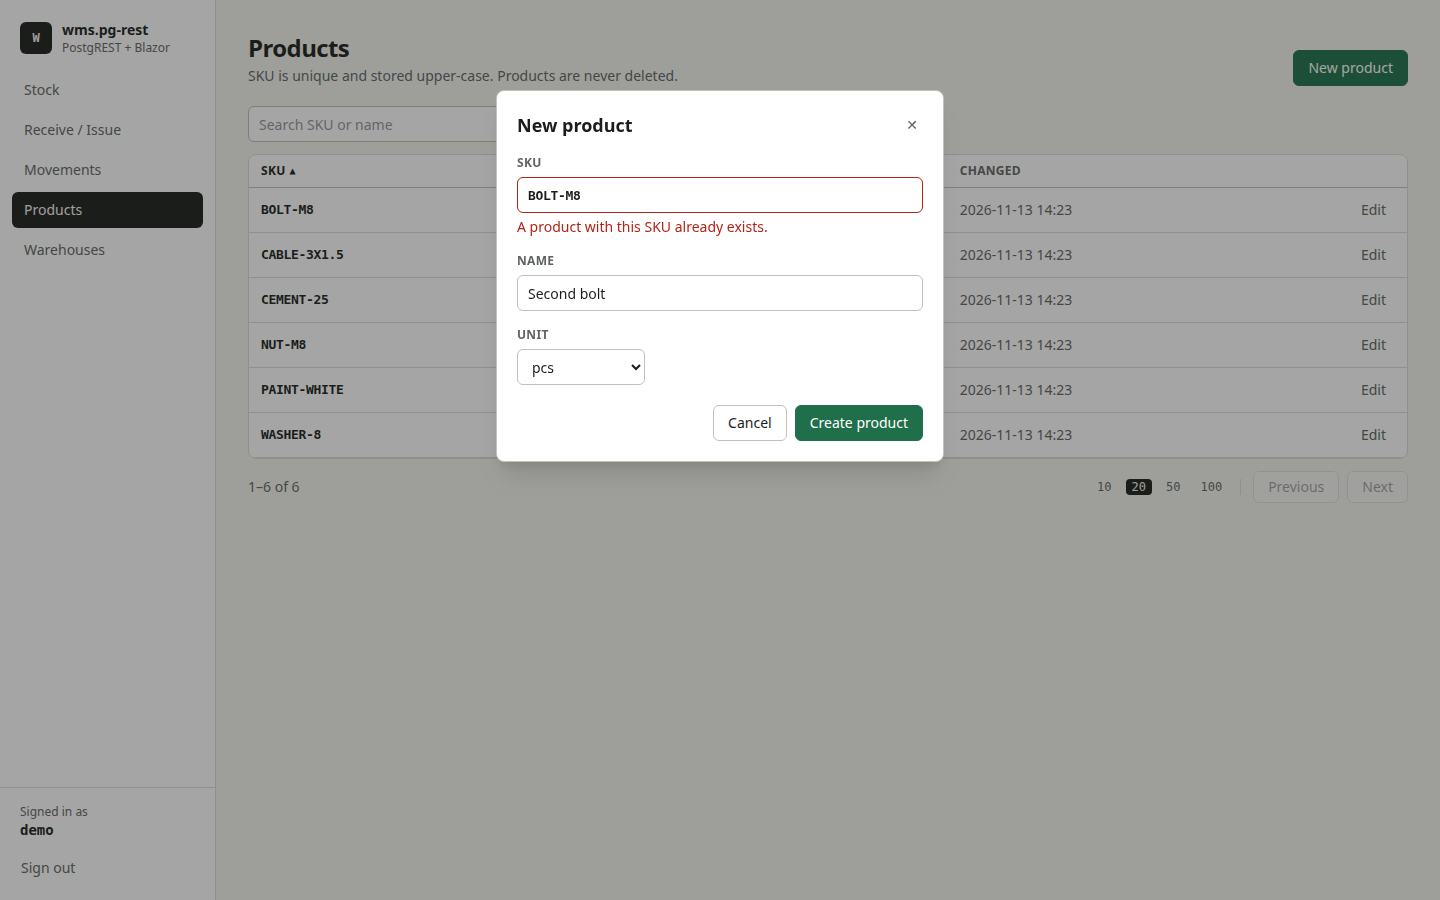 W
wms.pg-rest
PostgREST + Blazor
Stock
Receive / Issue
Movements
Products
Warehouses
Signed in as
demo
Sign out
Products
SKU is unique and stored upper-case. Products are never deleted.
New product
Search SKU or name
SKU ▲ CHANGED
BOLT-M8 2026-11-13 14:23 Edit
CABLE-3X1.5 2026-11-13 14:23 Edit
CEMENT-25 2026-11-13 14:23 Edit
NUT-M8 2026-11-13 14:23 Edit
PAINT-WHITE 2026-11-13 14:23 Edit
WASHER-8 2026-11-13 14:23 Edit
1–6 of 6 10 20 50 100 Previous Next
New product ×
SKU
BOLT-M8
A product with this SKU already exists.
NAME
Second bolt
UNIT
pcs
Cancel Create product